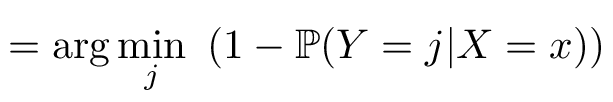 = arg min_j (1 − ℙ(Y = j|X = x))